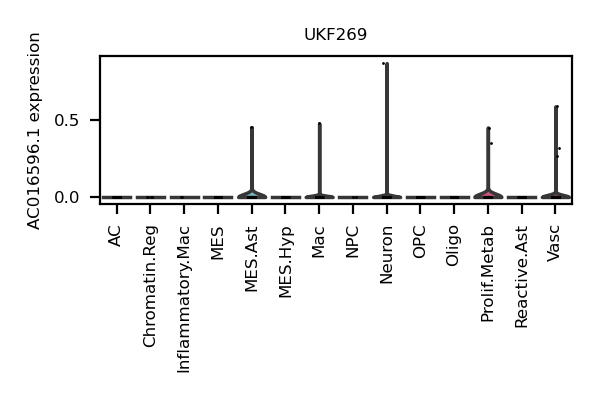 UKF269
AC016596.1 expression
0.5
0.0
AC
Chromatin.Reg
Inflammatory.Mac
MES
MES.Ast
MES.Hyp
Mac
NPC
Neuron
OPC
Oligo
Prolif.Metab
Reactive.Ast
Vasc